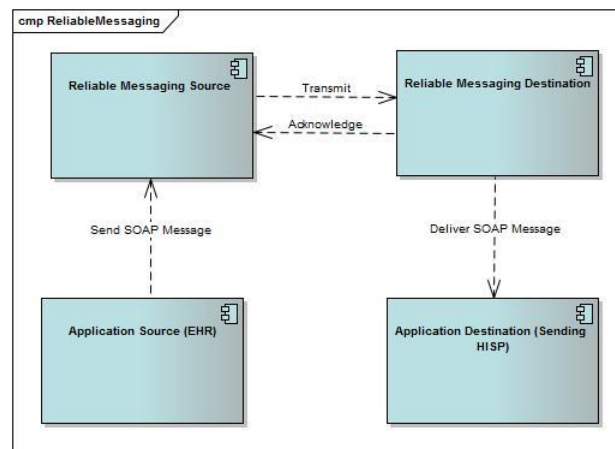 cmp ReliableMessaging
Reliable Messaging Source
Reliable Messaging Destination
Transmit
Acknowledge
Send SOAP Message
Deliver SOAP Message
Application Source (EHR)
Application Destination (Sending
HISP)